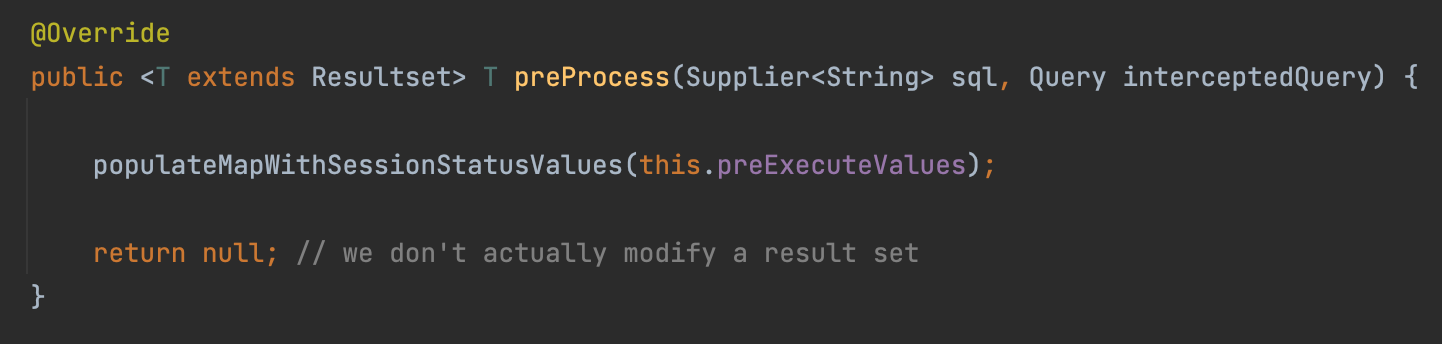 @Override
public <T extends Resultset> T preProcess(Supplier<String> sql, Query interceptedQuery) {
populateMapWithSessionStatusValues(this.preExecuteValues);
return null; // we don't actually modify a result set
}